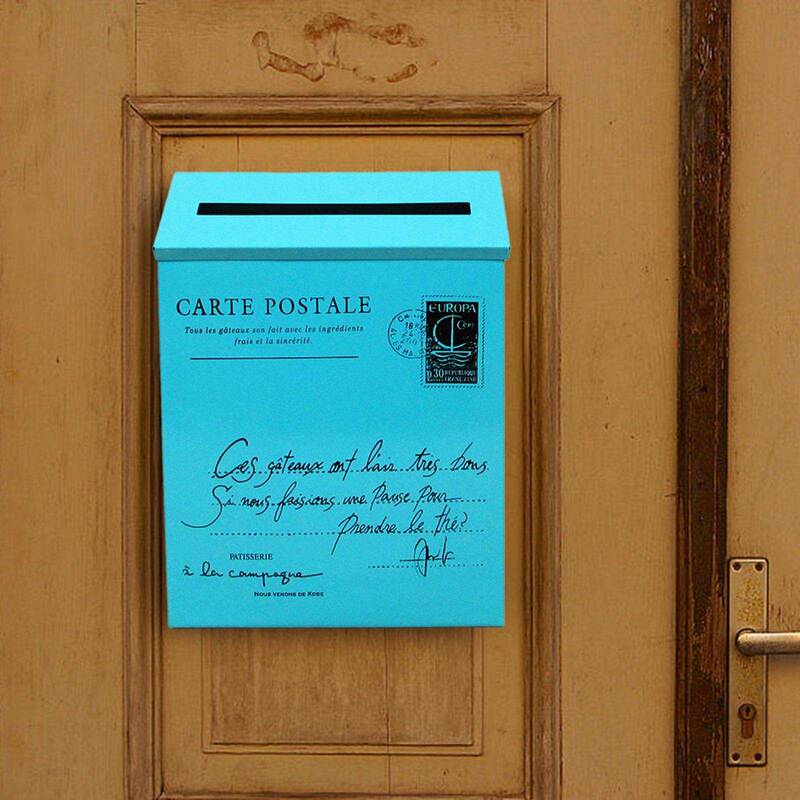 CARTE POSTALE
Tous les gâteaux son fait avec les ingrédients
frais et la sincérité.
EUROPA
CEPT
0,30 REPUBLIQUE
FRANÇAISE
Ces gâteaux ont l'air très bons
Si nous faisions une Pause Pour
Prendre le thé?
PATISSERIE
à la campagne
NOUS VENONS DE KOBE